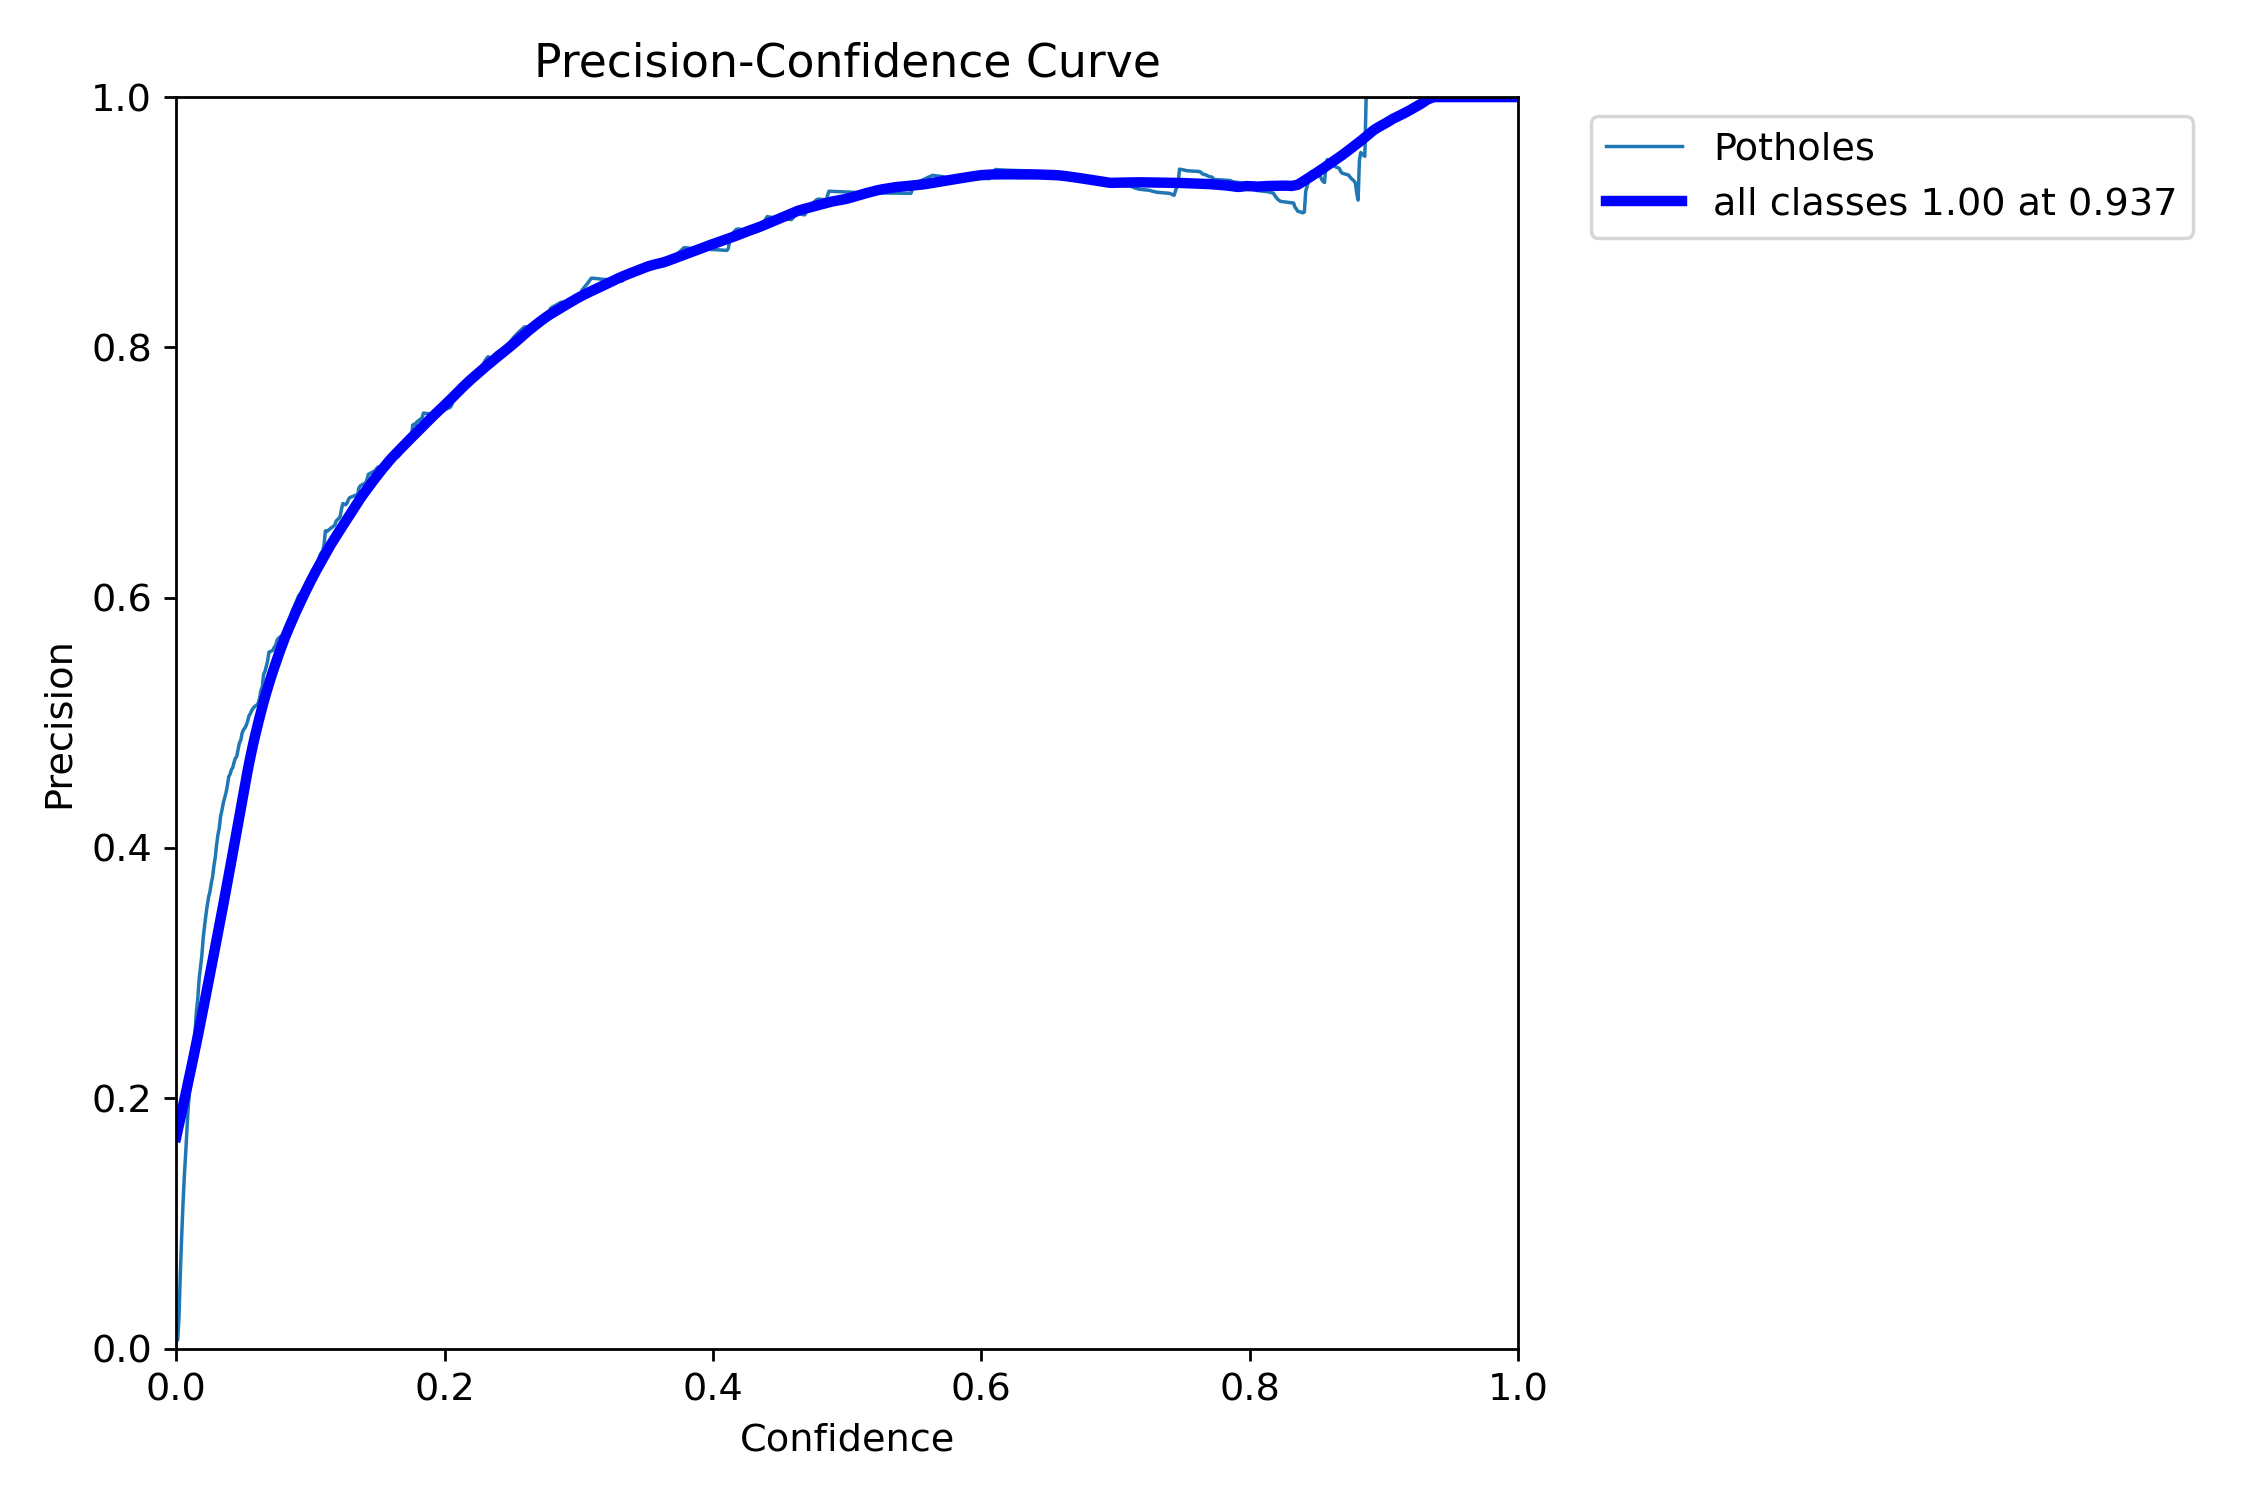 Precision-Confidence Curve
1.0
0.8
0.6
0.4
0.2
0.0
Precision
0.0 0.2 0.4 0.6 0.8 1.0
Confidence
Potholes
all classes 1.00 at 0.937